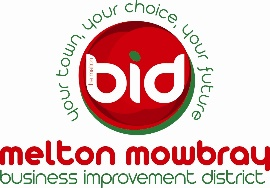 your town, your choice, your future
bid
melton mowbray
business improvement district